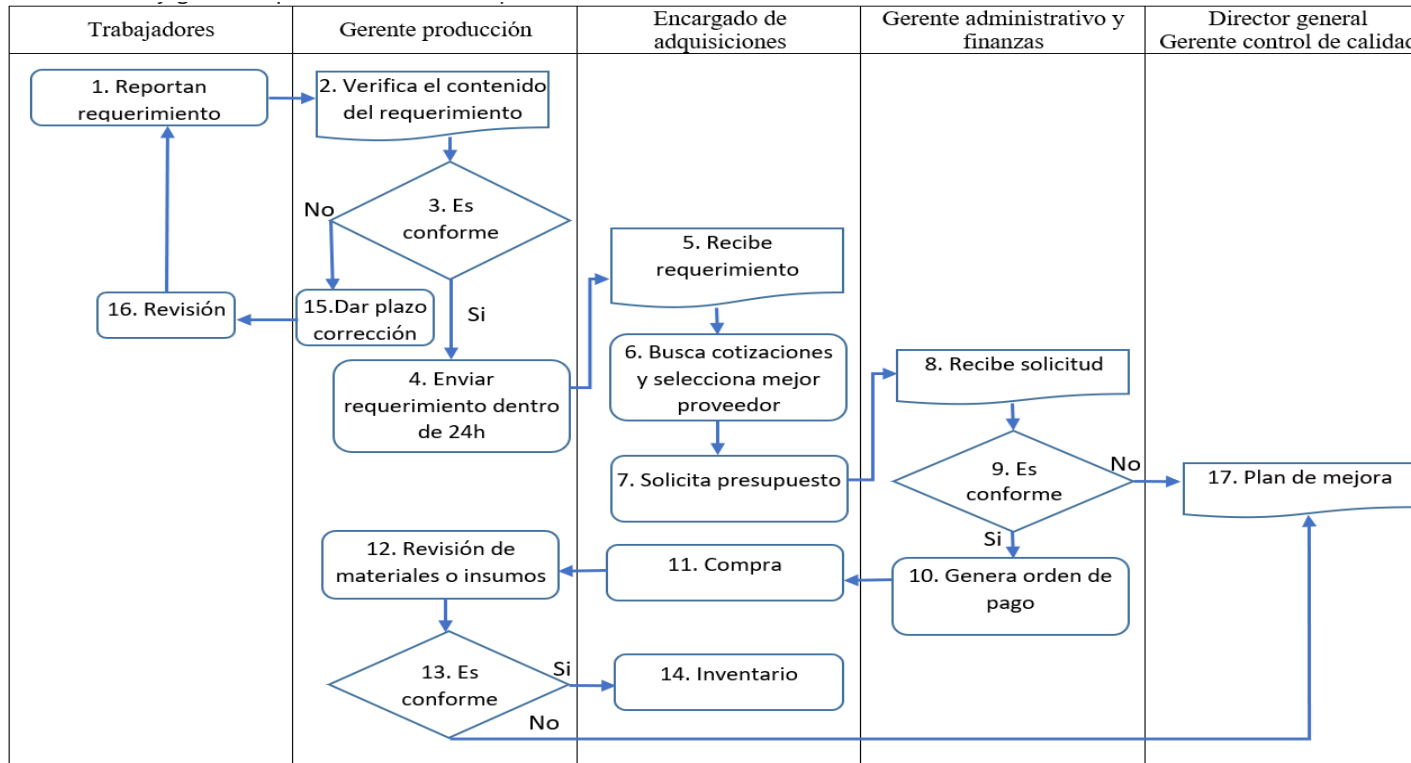 Trabajadores
Gerente producción
Encargado de
adquisiciones
Gerente administrativo y
finanzas
Director general
Gerente control de calidad
1. Reportan
requerimiento
2. Verifica el contenido
del requerimiento
3. Es
conforme
No
Si
15.Dar plazo
corrección
16. Revisión
4. Enviar
requerimiento dentro
de 24h
5. Recibe
requerimiento
6. Busca cotizaciones
y selecciona mejor
proveedor
7. Solicita presupuesto
8. Recibe solicitud
9. Es
conforme
No
Si
17. Plan de mejora
10. Genera orden de
pago
11. Compra
12. Revisión de
materiales o insumos
13. Es
conforme
Si
No
14. Inventario